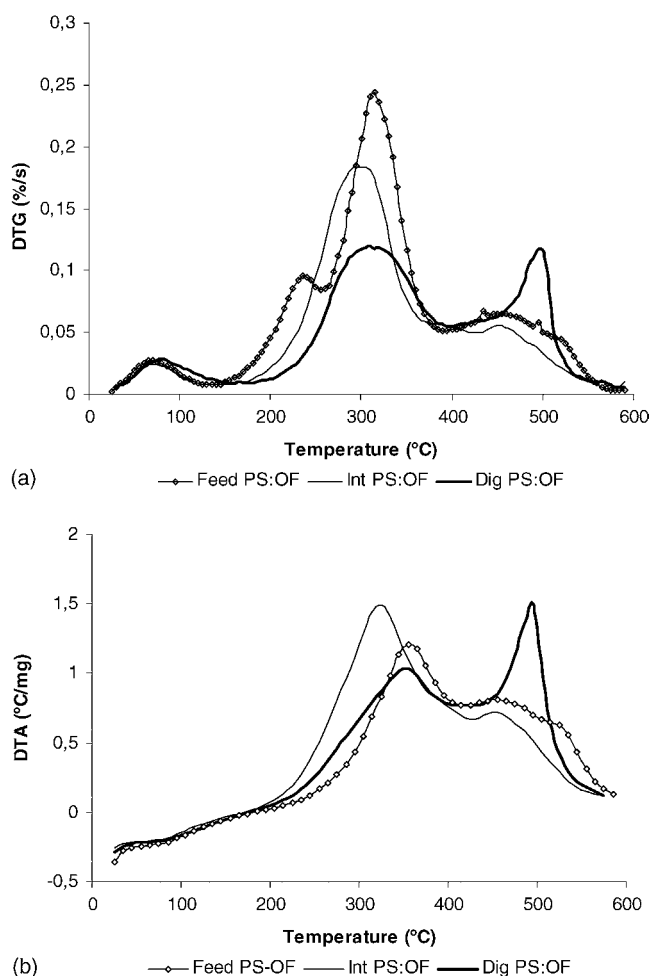 0,3
0,25
0,2
0,15
0,1
0,05
0
DTG (%/s)
0 100 200 300 400 500 600
Temperature (°C)
(a)
Feed PS:OF Int PS:OF Dig PS:OF
2
1,5
1
0,5
0
-0,5
DTA (°C/mg)
0 100 200 300 400 500 600
Temperature (°C)
(b)
Feed PS-OF Int PS:OF Dig PS:OF